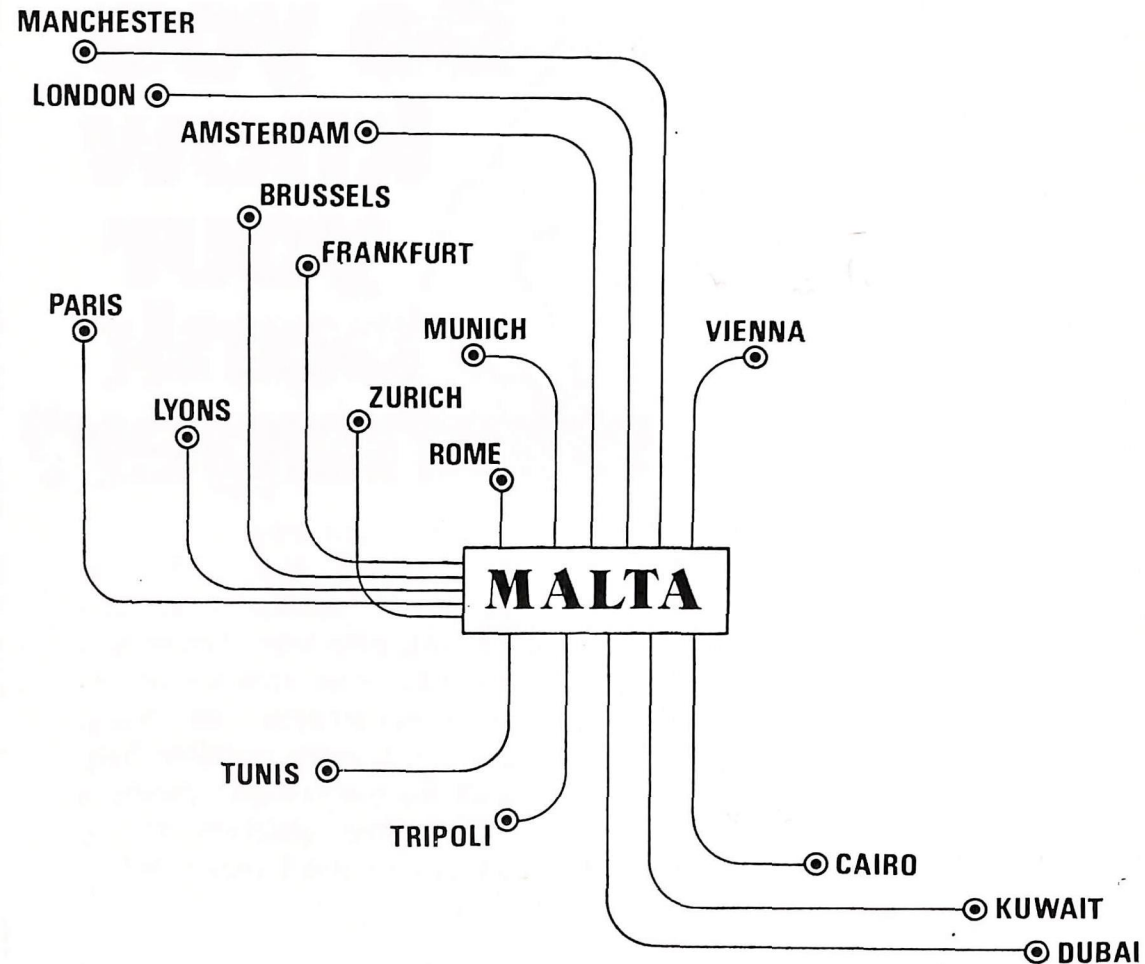 MANCHESTER
LONDON
AMSTERDAM
BRUSSELS
FRANKFURT
PARIS
MUNICH
VIENNA
ZURICH
LYONS
ROME
MALTA
TUNIS
TRIPOLI
CAIRO
KUWAIT
DUBAI